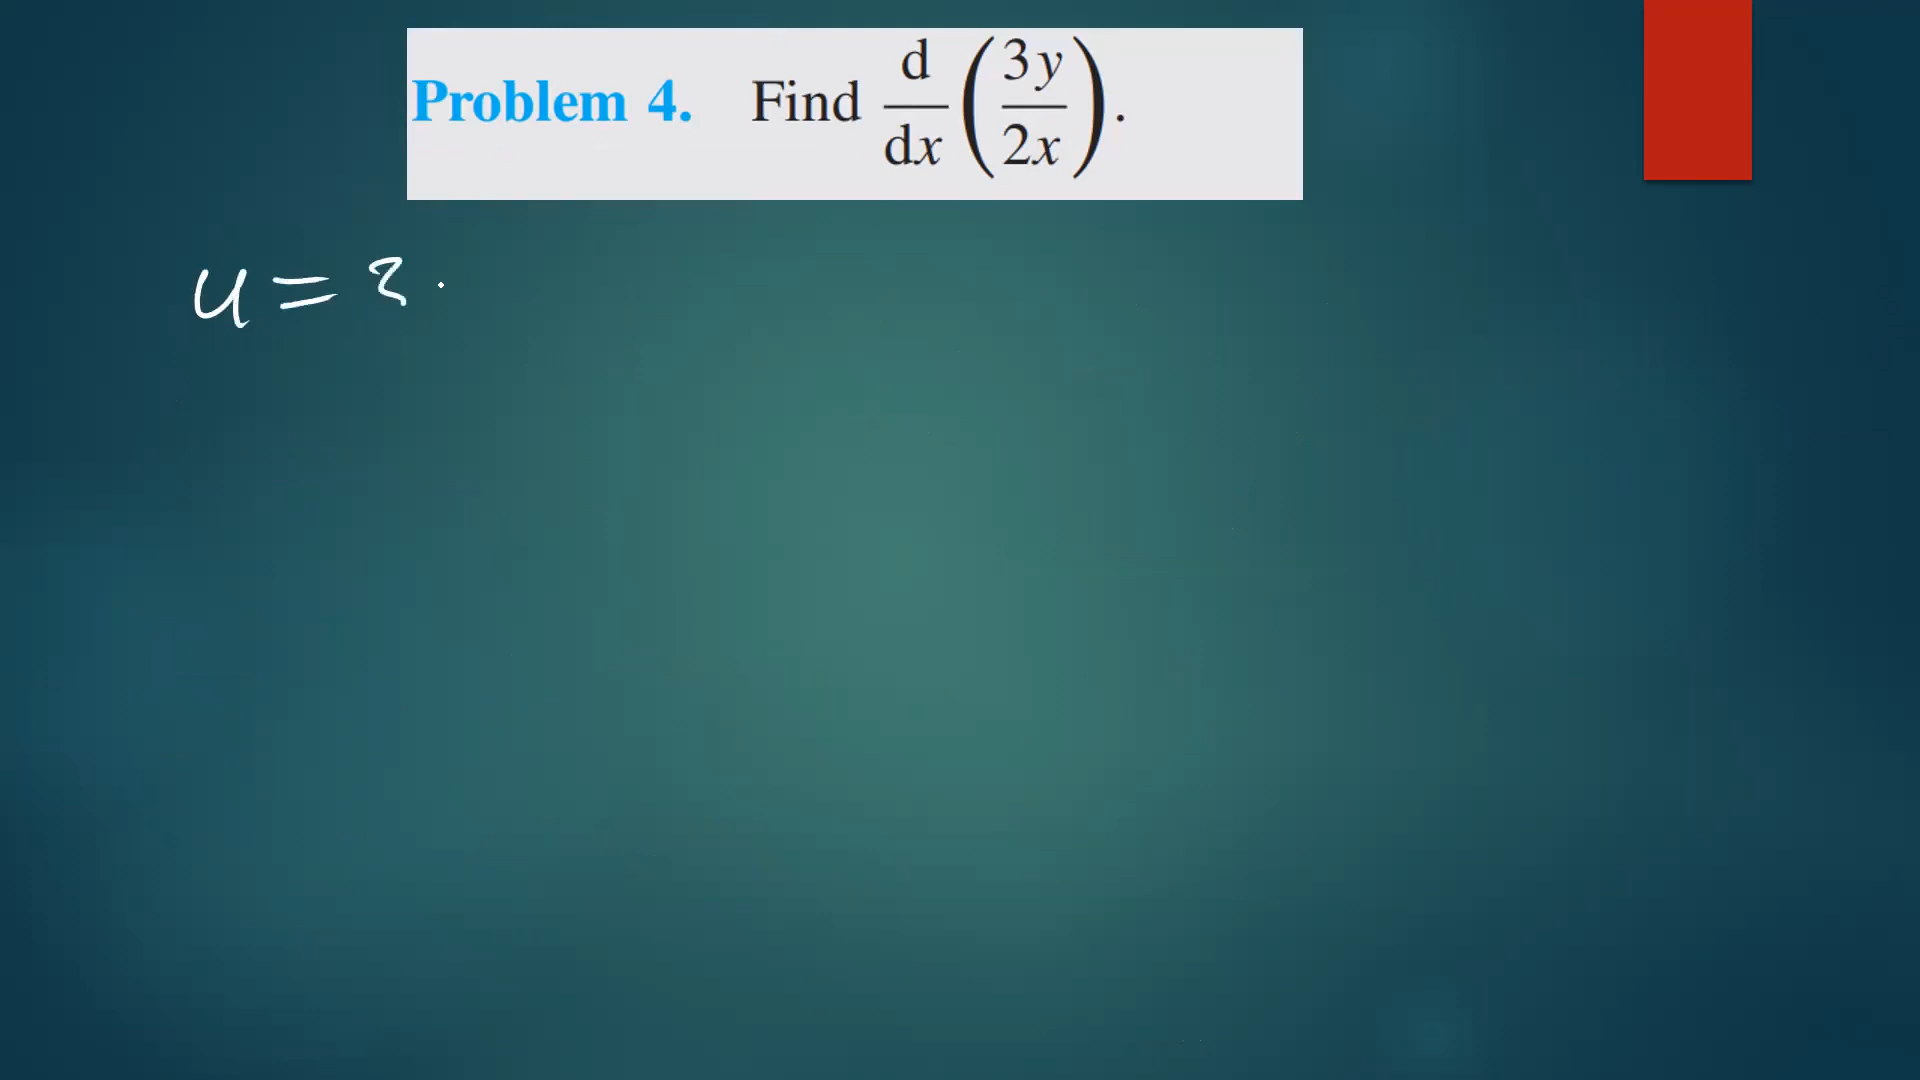 Problem 4. Find d/dx (3y/2x).
u = 3